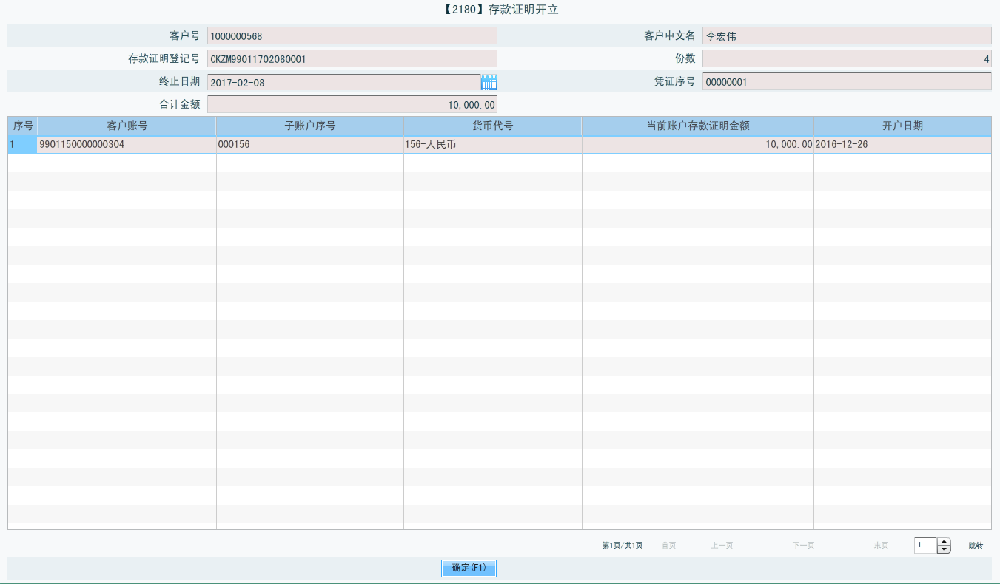 【2180】存款证明开立
客户号 1000000568 客户中文名 李宏伟
存款证明登记号 CKZM99011702080001 份数 4
终止日期 2017-02-08 凭证序号 00000001
合计金额 10,000.00
序号 客户账号 子账户序号 货币代号 当前账户存款证明金额 开户日期
1 9901150000000304 000156 156-人民币 10,000.00 2016-12-26
第1页/共1页 首页 上一页 下一页 末页 1 跳转
确定(F1)